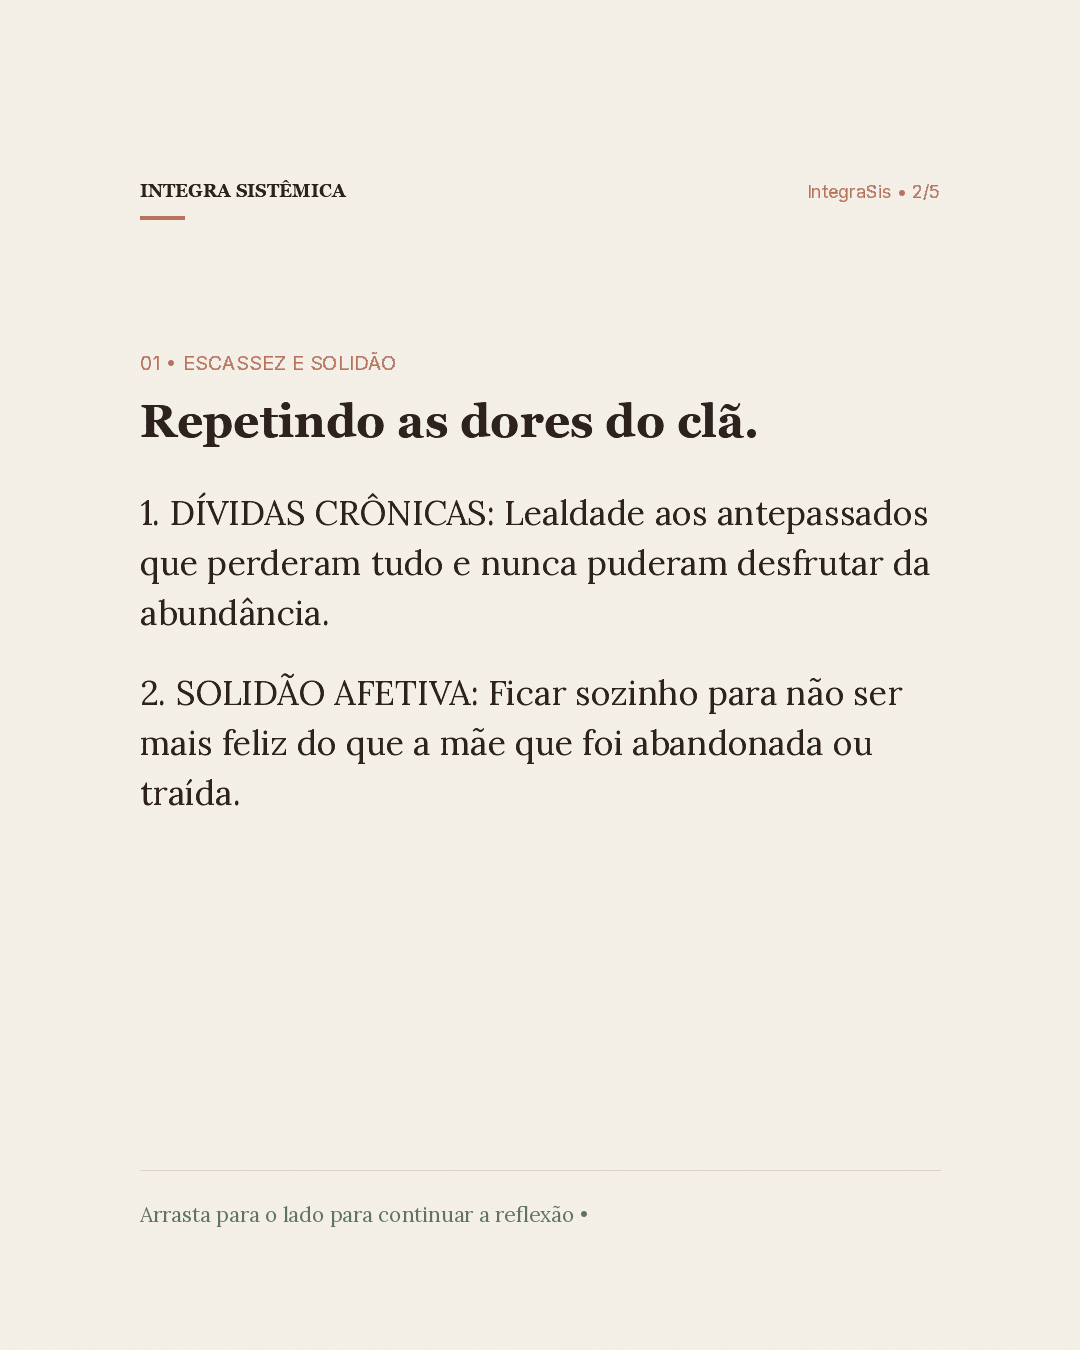 INTEGRA SISTÊMICA
IntegraSis • 2/5
01 • ESCASSEZ E SOLIDÃO
Repetindo as dores do clã.
1. DÍVIDAS CRÔNICAS: Lealdade aos antepassados
que perderam tudo e nunca puderam desfrutar da
abundância.
2. SOLIDÃO AFETIVA: Ficar sozinho para não ser
mais feliz do que a mãe que foi abandonada ou
traída.
Arrasta para o lado para continuar a reflexão •